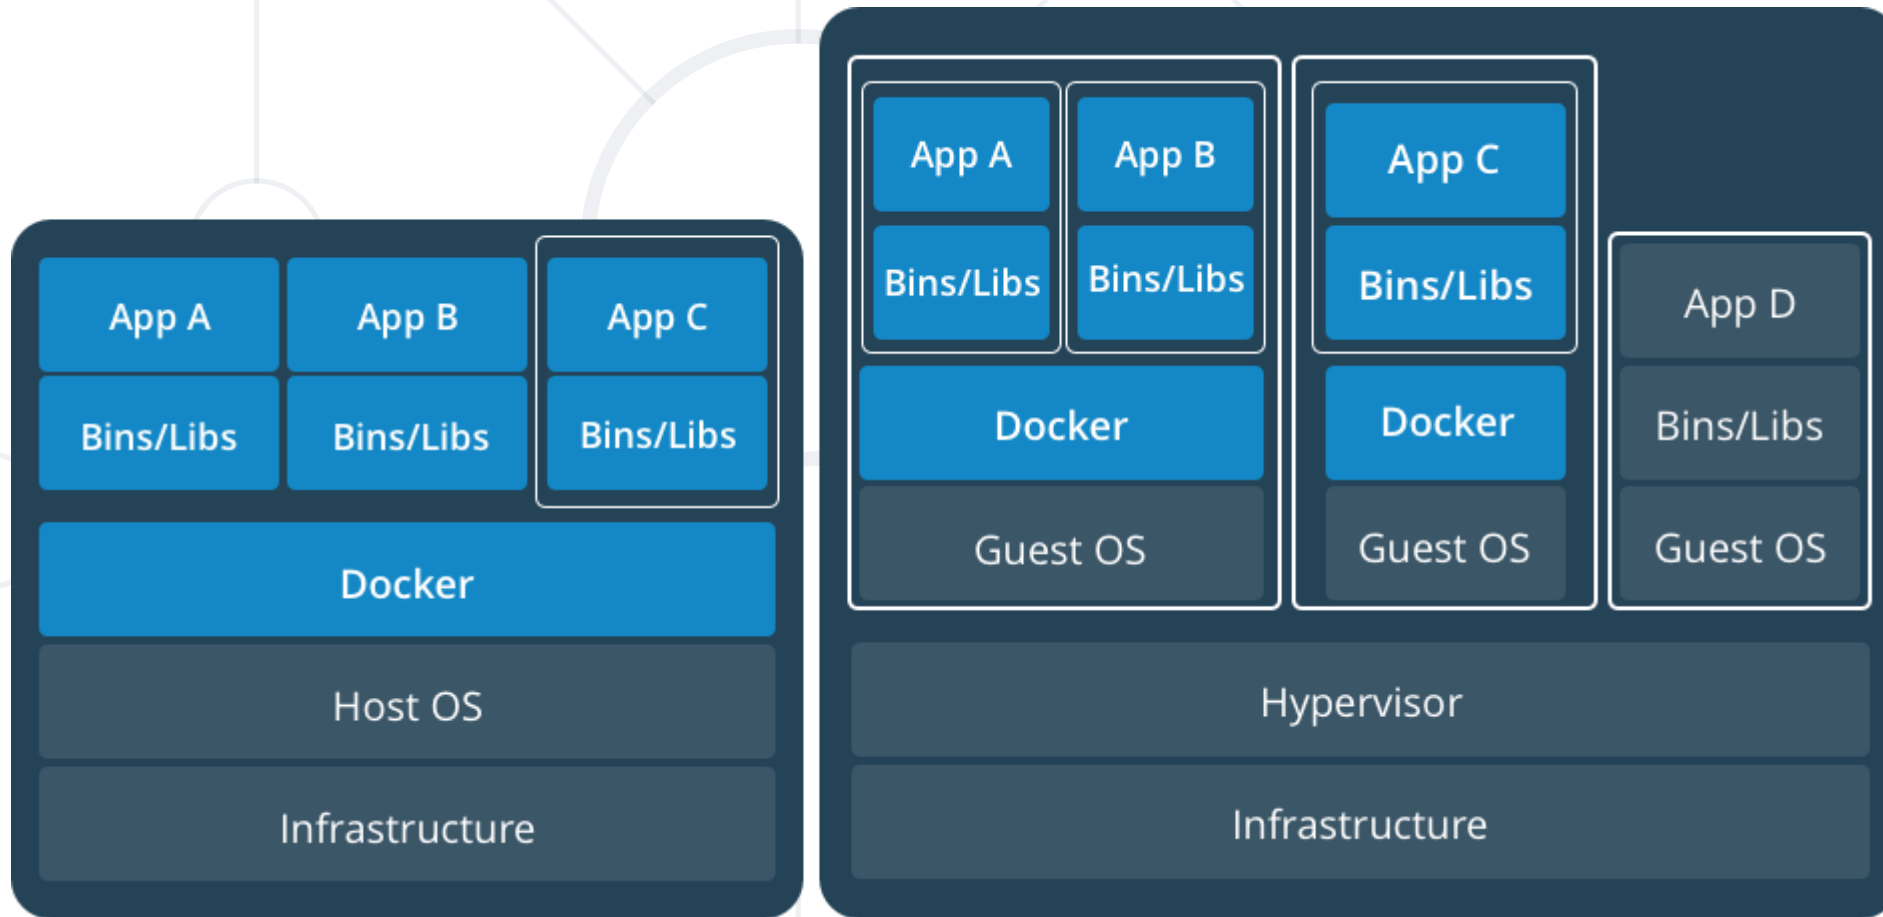 App A
App B
App C
Bins/Libs
Bins/Libs
Bins/Libs
Docker
Host OS
Infrastructure
App A
App B
App C
Bins/Libs
Bins/Libs
Bins/Libs
App D
Docker
Docker
Bins/Libs
Guest OS
Guest OS
Guest OS
Hypervisor
Infrastructure